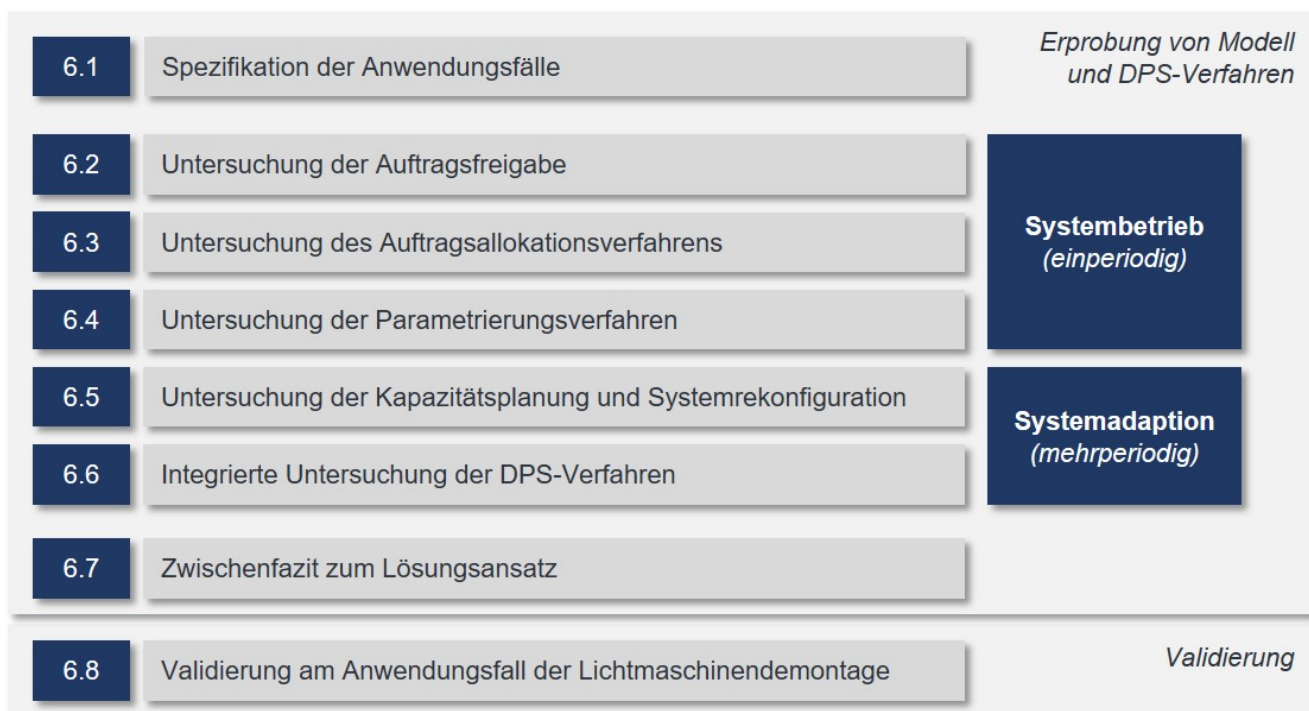 6.1 Spezifikation der Anwendungsfälle
Erprobung von Modell
und DPS-Verfahren
6.2 Untersuchung der Auftragsfreigabe
6.3 Untersuchung des Auftragsallokationsverfahrens
6.4 Untersuchung der Parametrierungsverfahren
Systembetrieb
(einperiodig)
6.5 Untersuchung der Kapazitätsplanung und Systemrekonfiguration
6.6 Integrierte Untersuchung der DPS-Verfahren
Systemadaption
(mehrperiodig)
6.7 Zwischenfazit zum Lösungsansatz
6.8 Validierung am Anwendungsfall der Lichtmaschinendemontage
Validierung